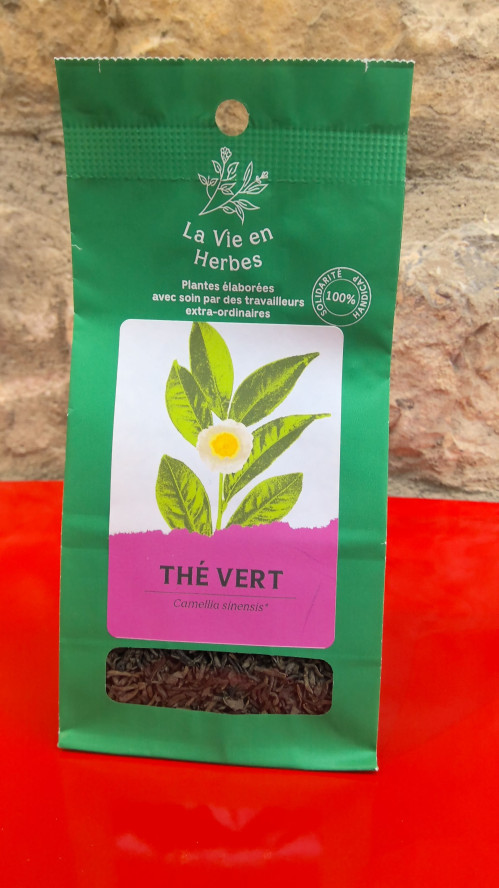 La Vie en
Herbes
Plantes élaborées
avec soin par des travailleurs
extra-ordinaires
SOLIDARITÉ
100%
HANDICAP
THÉ VERT
Camellia sinensis*